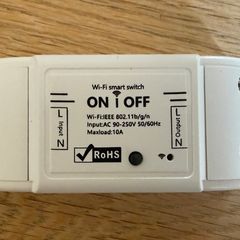 Wi-Fi smart switch
ON OFF
Wi-Fi:IEEE 802.11b/g/n
Input:AC 90-250V 50/60Hz
Maxload:10A
RoHS
L Input N
L Output N